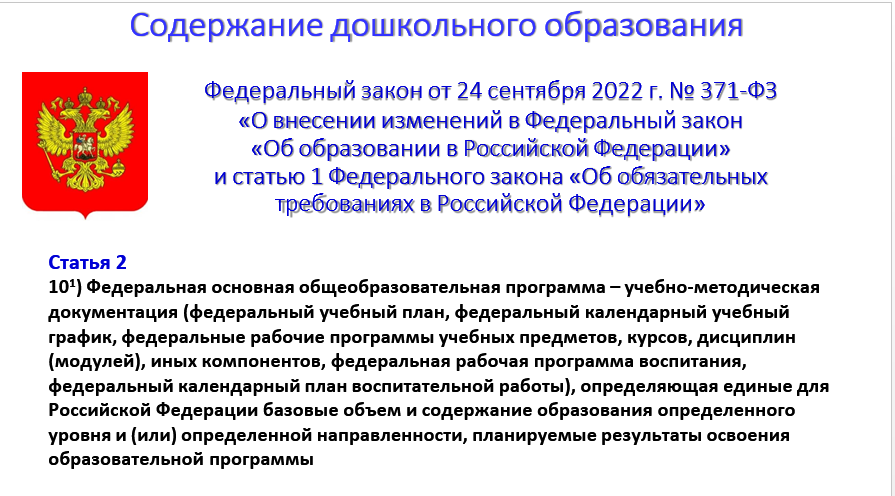 Содержание дошкольного образования
Федеральный закон от 24 сентября 2022 г. № 371-ФЗ
«О внесении изменений в Федеральный закон
«Об образовании в Российской Федерации»
и статью 1 Федерального закона «Об обязательных
требованиях в Российской Федерации»
Статья 2
10¹) Федеральная основная общеобразовательная программа – учебно-методическая
документация (федеральный учебный план, федеральный календарный учебный
график, федеральные рабочие программы учебных предметов, курсов, дисциплин
(модулей), иных компонентов, федеральная рабочая программа воспитания,
федеральный календарный план воспитательной работы), определяющая единые для
Российской Федерации базовые объем и содержание образования определенного
уровня и (или) определенной направленности, планируемые результаты освоения
образовательной программы